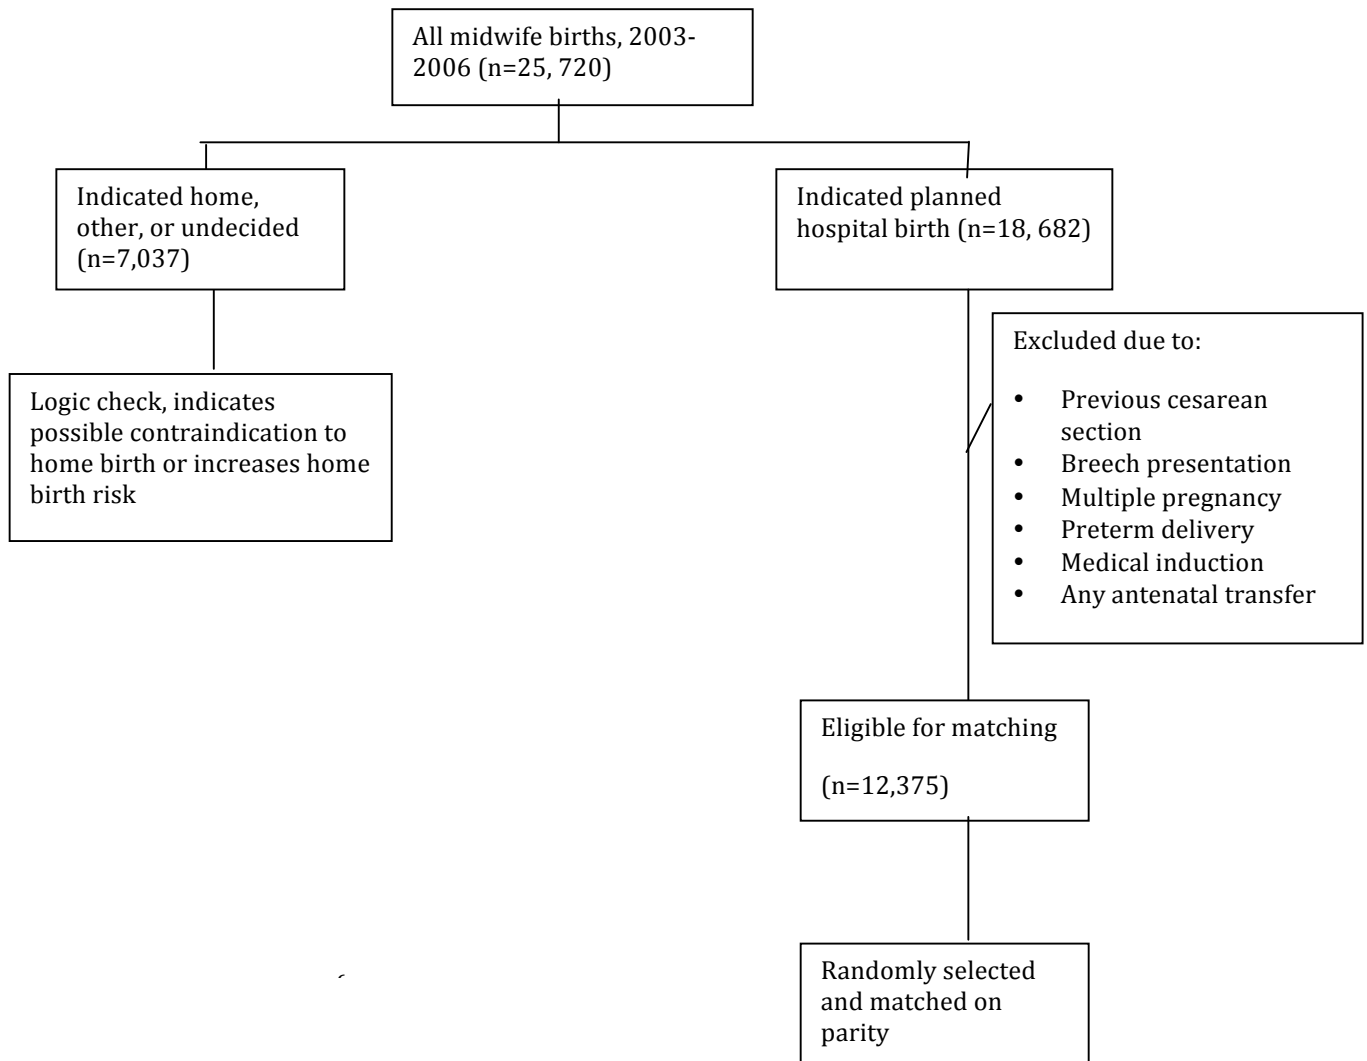 All midwife births, 2003-
2006 (n=25, 720)
Indicated home,
other, or undecided
(n=7,037)
Indicated planned
hospital birth (n=18, 682)
Logic check, indicates
possible contraindication to
home birth or increases home
birth risk
Excluded due to:
• Previous cesarean
section
• Breech presentation
• Multiple pregnancy
• Preterm delivery
• Medical induction
• Any antenatal transfer
Eligible for matching
(n=12,375)
Randomly selected
and matched on
parity